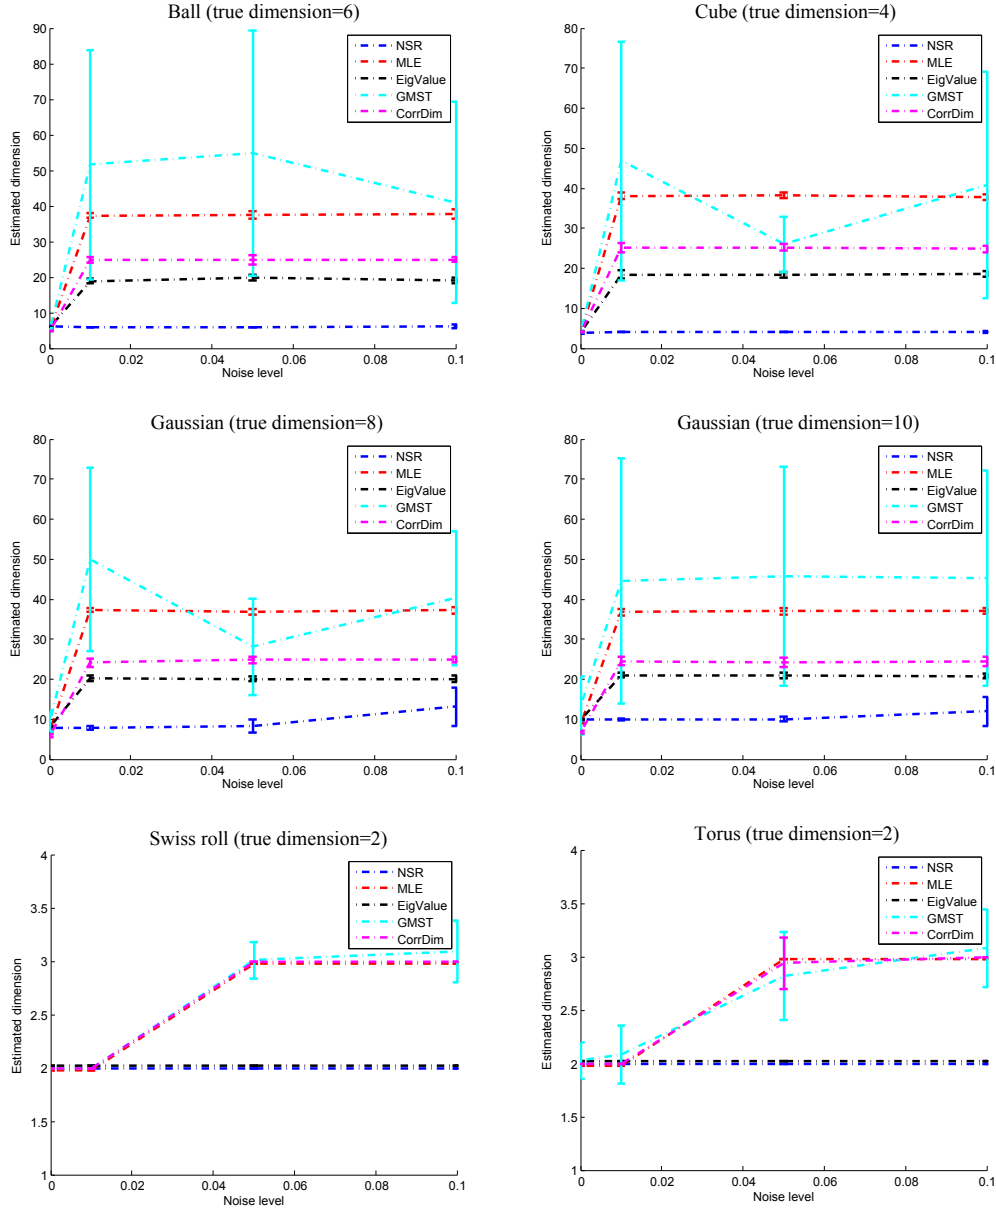 Ball (true dimension=6)
Estimated dimension
90
80
70
60
50
40
30
20
10
0
0 0.02 0.04 0.06 0.08 0.1
Noise level
NSR
MLE
EigValue
GMST
CorrDim
Cube (true dimension=4)
Estimated dimension
80
70
60
50
40
30
20
10
0
0 0.02 0.04 0.06 0.08 0.1
Noise level
NSR
MLE
EigValue
GMST
CorrDim
Gaussian (true dimension=8)
Estimated dimension
80
70
60
50
40
30
20
10
0
0 0.02 0.04 0.06 0.08 0.1
Noise level
NSR
MLE
EigValue
GMST
CorrDim
Gaussian (true dimension=10)
Estimated dimension
80
70
60
50
40
30
20
10
0
0 0.02 0.04 0.06 0.08 0.1
Noise level
NSR
MLE
EigValue
GMST
CorrDim
Swiss roll (true dimension=2)
Estimated dimension
4
3.5
3
2.5
2
1.5
1
0 0.02 0.04 0.06 0.08 0.1
Noise level
NSR
MLE
EigValue
GMST
CorrDim
Torus (true dimension=2)
Estimated dimension
4
3.5
3
2.5
2
1.5
1
0 0.02 0.04 0.06 0.08 0.1
Noise level
NSR
MLE
EigValue
GMST
CorrDim